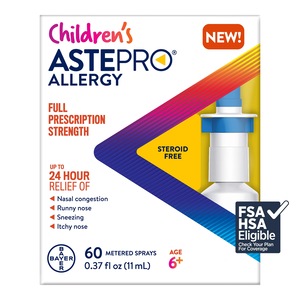 Children's
NEW!
ASTEPRO®
ALLERGY
FULL
PRESCRIPTION
STRENGTH
STEROID
FREE
UP TO
24 HOUR
RELIEF OF
• Nasal congestion
• Runny nose
• Sneezing
• Itchy nose
FSA
HSA
Eligible
Check Your Plan
For Coverage
BAYER
60 METERED SPRAYS
0.37 fl oz (11 mL)
AGE
6+